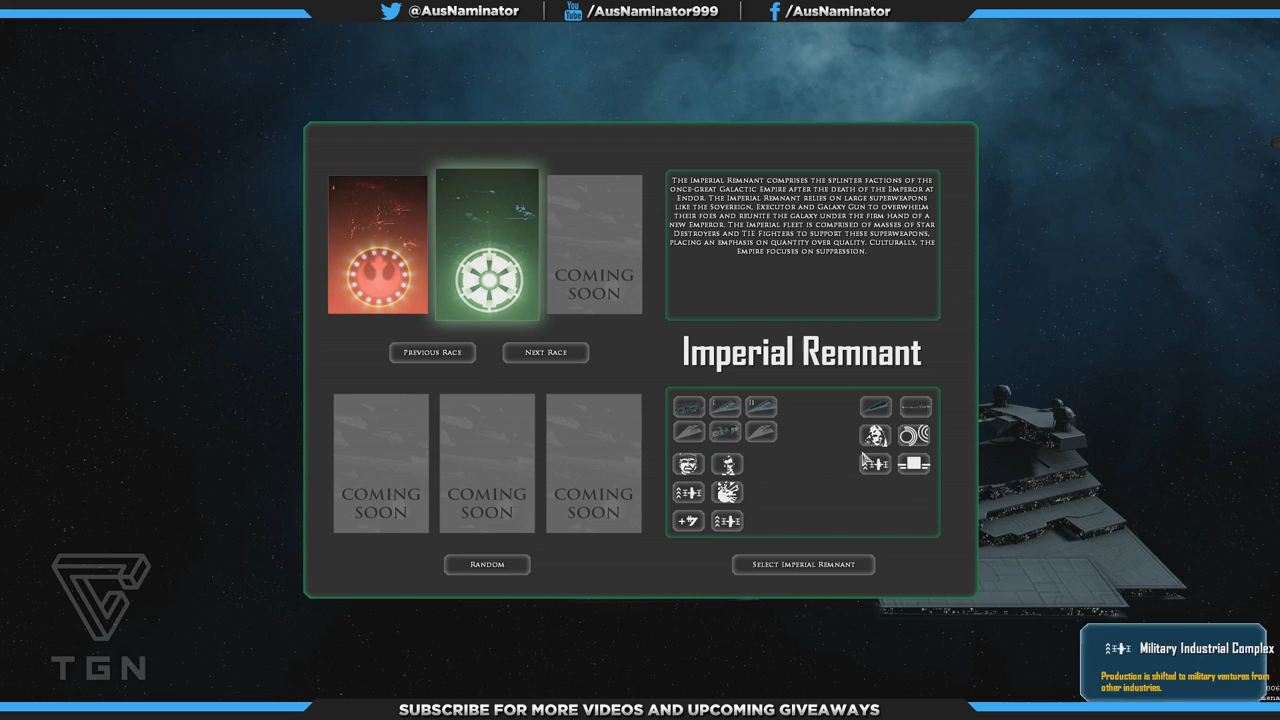 @AusNaminator
You Tube
/AusNaminator999
/AusNaminator
The Imperial Remnant comprises the splinter factions of the
once-great Galactic Empire after the death of the Emperor at
Endor. The Imperial Remnant relies on large superweapons
like the Sovereign, Executor and Galaxy Gun to overwhelm
their foes and reunite the galaxy under the firm hand of a
new Emperor. The Imperial fleet is comprised of masses of Star
Destroyers and TIE Fighters to support these superweapons,
placing an emphasis on quantity over quality. Culturally, the
Empire focuses on suppression.
COMING
SOON
Previous Race
Next Race
Imperial Remnant
I
II
COMING
SOON
COMING
SOON
COMING
SOON
Random
Select Imperial Remnant
TGN
Military Industrial Complex
Production is shifted to military ventures from
other industries.
SUBSCRIBE FOR MORE VIDEOS AND UPCOMING GIVEAWAYS